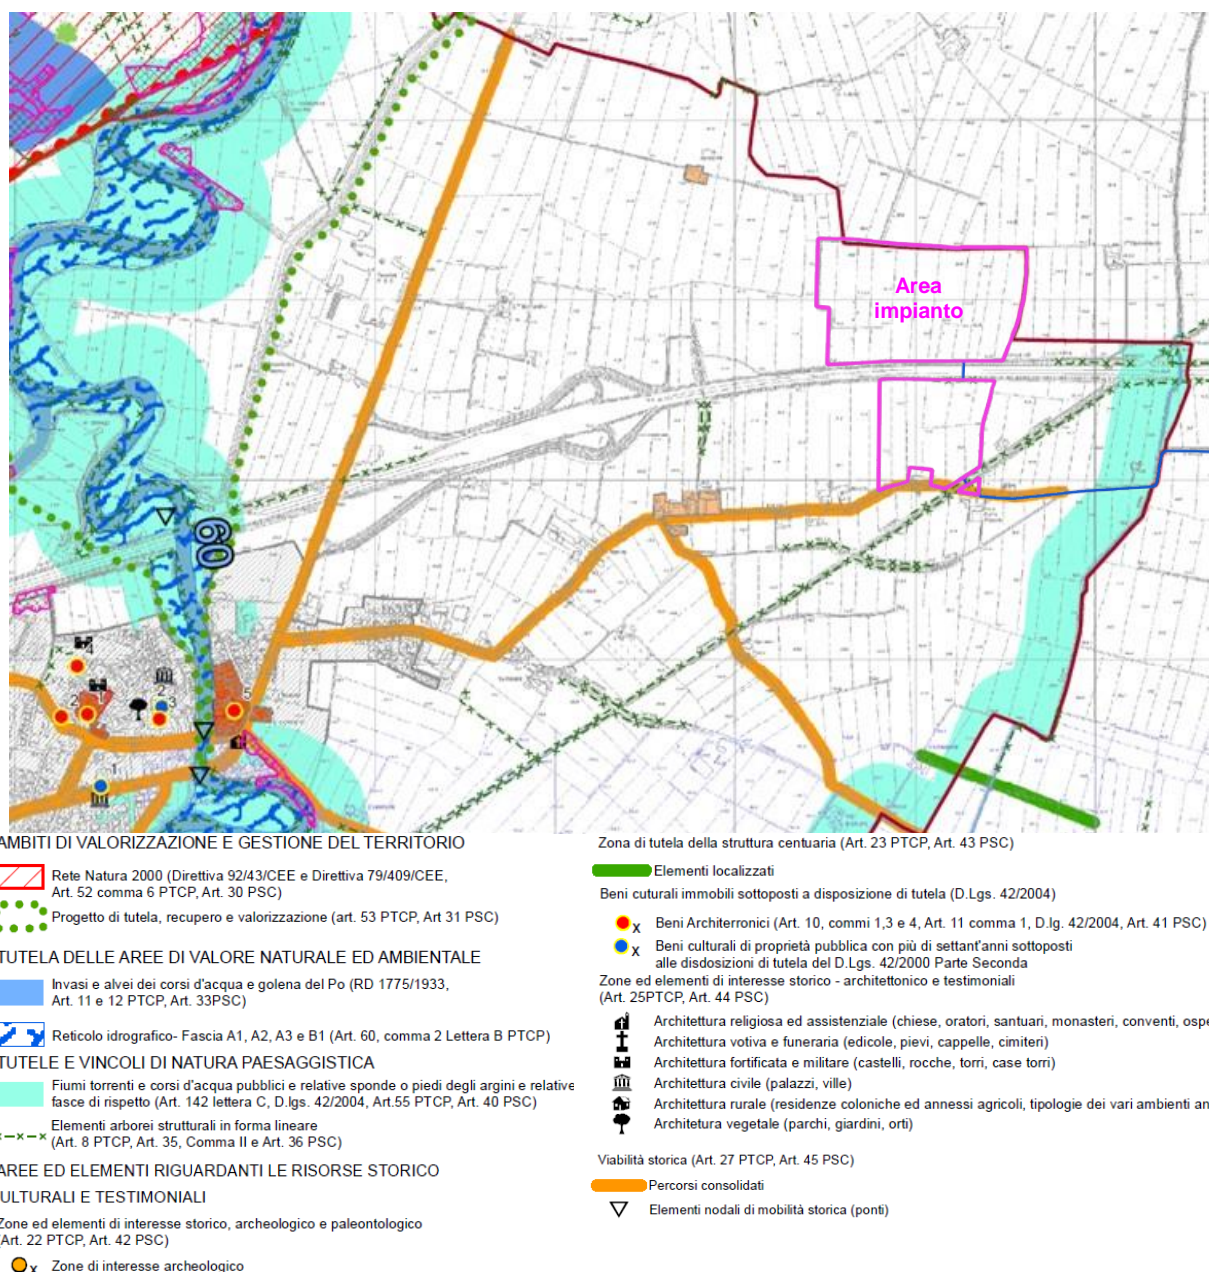 Area
impianto
60
4
2
1
2
3
5
1
AMBITI DI VALORIZZAZIONE E GESTIONE DEL TERRITORIO
Rete Natura 2000 (Direttiva 92/43/CEE e Direttiva 79/409/CEE,
Art. 52 comma 6 PTCP, Art. 30 PSC)
Progetto di tutela, recupero e valorizzazione (art. 53 PTCP, Art 31 PSC)
TUTELA DELLE AREE DI VALORE NATURALE ED AMBIENTALE
Invasi e alvei dei corsi d'acqua e golena del Po (RD 1775/1933,
Art. 11 e 12 PTCP, Art. 33PSC)
Reticolo idrografico- Fascia A1, A2, A3 e B1 (Art. 60, comma 2 Lettera B PTCP)
TUTELE E VINCOLI DI NATURA PAESAGGISTICA
Fiumi torrenti e corsi d'acqua pubblici e relative sponde o piedi degli argini e relative
fasce di rispetto (Art. 142 lettera C, D.lgs. 42/2004, Art.55 PTCP, Art. 40 PSC)
Elementi arborei strutturali in forma lineare
(Art. 8 PTCP, Art. 35, Comma II e Art. 36 PSC)
AREE ED ELEMENTI RIGUARDANTI LE RISORSE STORICO
CULTURALI E TESTIMONIALI
Zone ed elementi di interesse storico, archeologico e paleontologico
(Art. 22 PTCP, Art. 42 PSC)
x Zone di interesse archeologico
Zona di tutela della struttura centuaria (Art. 23 PTCP, Art. 43 PSC)
Elementi localizzati
Beni cuturali immobili sottoposti a disposizione di tutela (D.Lgs. 42/2004)
x Beni Architerronici (Art. 10, commi 1,3 e 4, Art. 11 comma 1, D.lg. 42/2004, Art. 41 PSC)
x Beni culturali di proprietà pubblica con più di settant'anni sottoposti
alle disdosizioni di tutela del D.Lgs. 42/2000 Parte Seconda
Zone ed elementi di interesse storico - architettonico e testimoniali
(Art. 25PTCP, Art. 44 PSC)
Architettura religiosa ed assistenziale (chiese, oratori, santuari, monasteri, conventi, ospe
Architettura votiva e funeraria (edicole, pievi, cappelle, cimiteri)
Architettura fortificata e militare (castelli, rocche, torri, case torri)
Architettura civile (palazzi, ville)
Architettura rurale (residenze coloniche ed annessi agricoli, tipologie dei vari ambienti an
Architetura vegetale (parchi, giardini, orti)
Viabilità storica (Art. 27 PTCP, Art. 45 PSC)
Percorsi consolidati
Elementi nodali di mobilità storica (ponti)